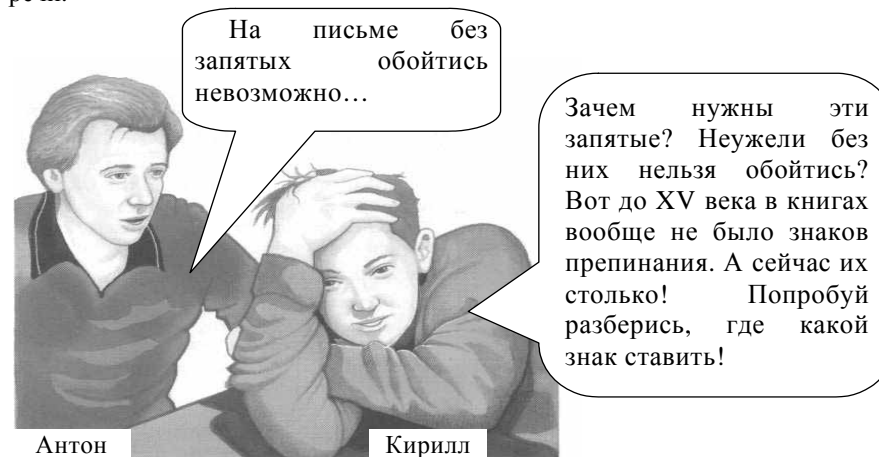 На письме без
запятых обойтись
невозможно…
Зачем нужны эти
запятые? Неужели без
них нельзя обойтись?
Вот до XV века в книгах
вообще не было знаков
препинания. А сейчас их
столько! Попробуй
разберись, где какой
знак ставить!
Антон
Кирилл